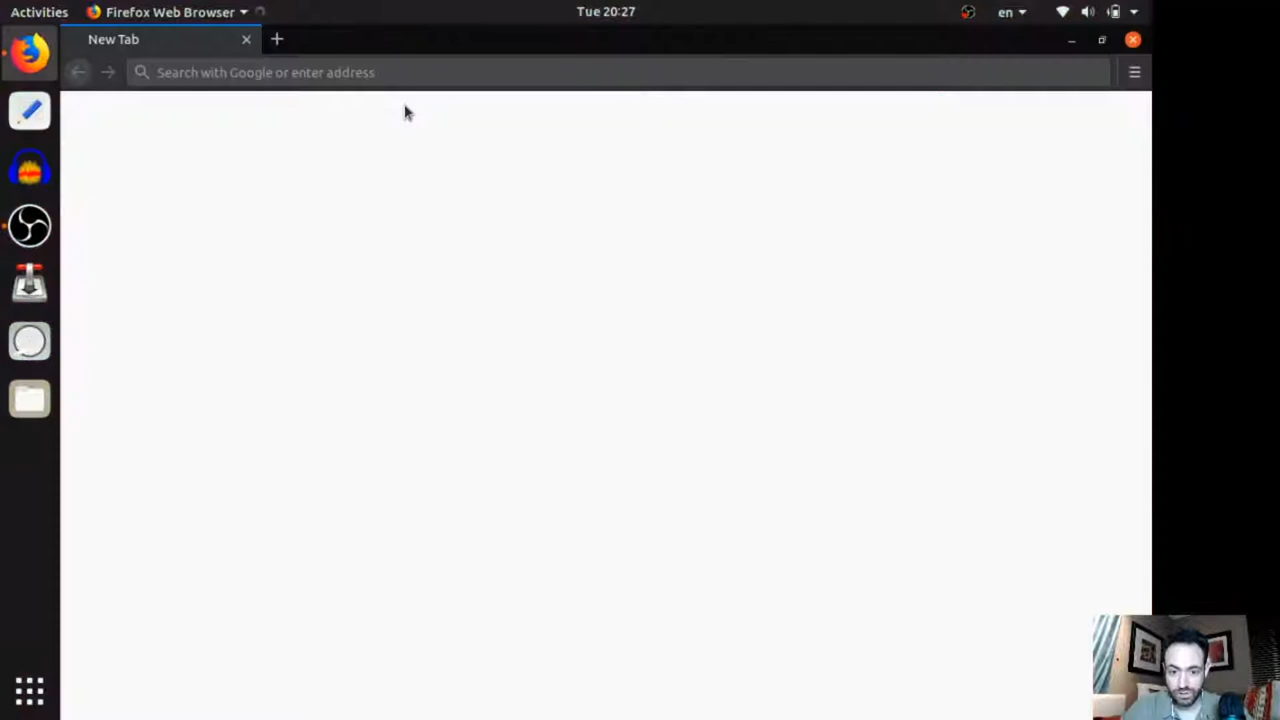 Activities
Firefox Web Browser
Tue 20:27
en
New Tab
Search with Google or enter address